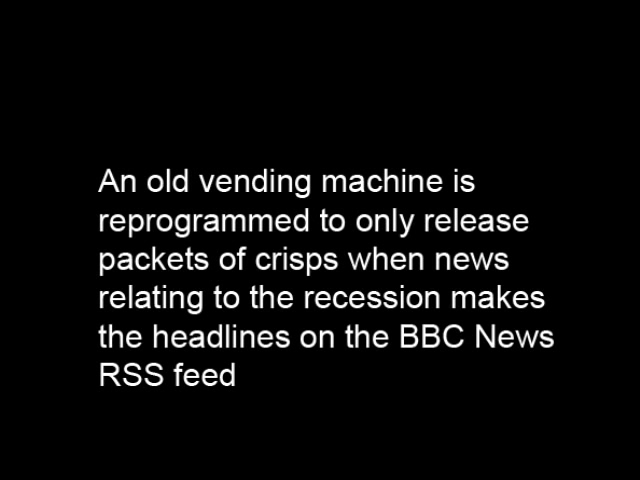 An old vending machine is
reprogrammed to only release
packets of crisps when news
relating to the recession makes
the headlines on the BBC News
RSS feed